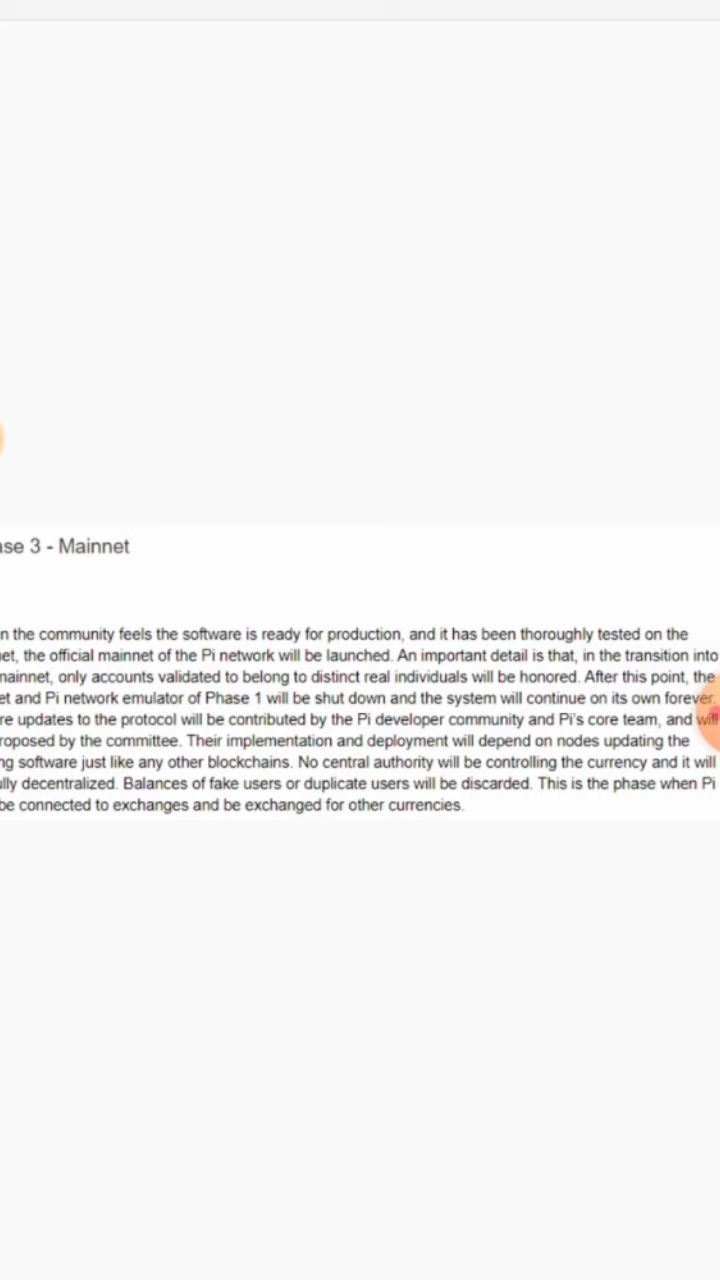 ase 3 - Mainnet
n the community feels the software is ready for production, and it has been thoroughly tested on the
et, the official mainnet of the Pi network will be launched. An important detail is that, in the transition into
mainnet, only accounts validated to belong to distinct real individuals will be honored. After this point, the
et and Pi network emulator of Phase 1 will be shut down and the system will continue on its own forever.
re updates to the protocol will be contributed by the Pi developer community and Pi's core team, and will
roposed by the committee. Their implementation and deployment will depend on nodes updating the
ng software just like any other blockchains. No central authority will be controlling the currency and it will
lly decentralized. Balances of fake users or duplicate users will be discarded. This is the phase when Pi
be connected to exchanges and be exchanged for other currencies.